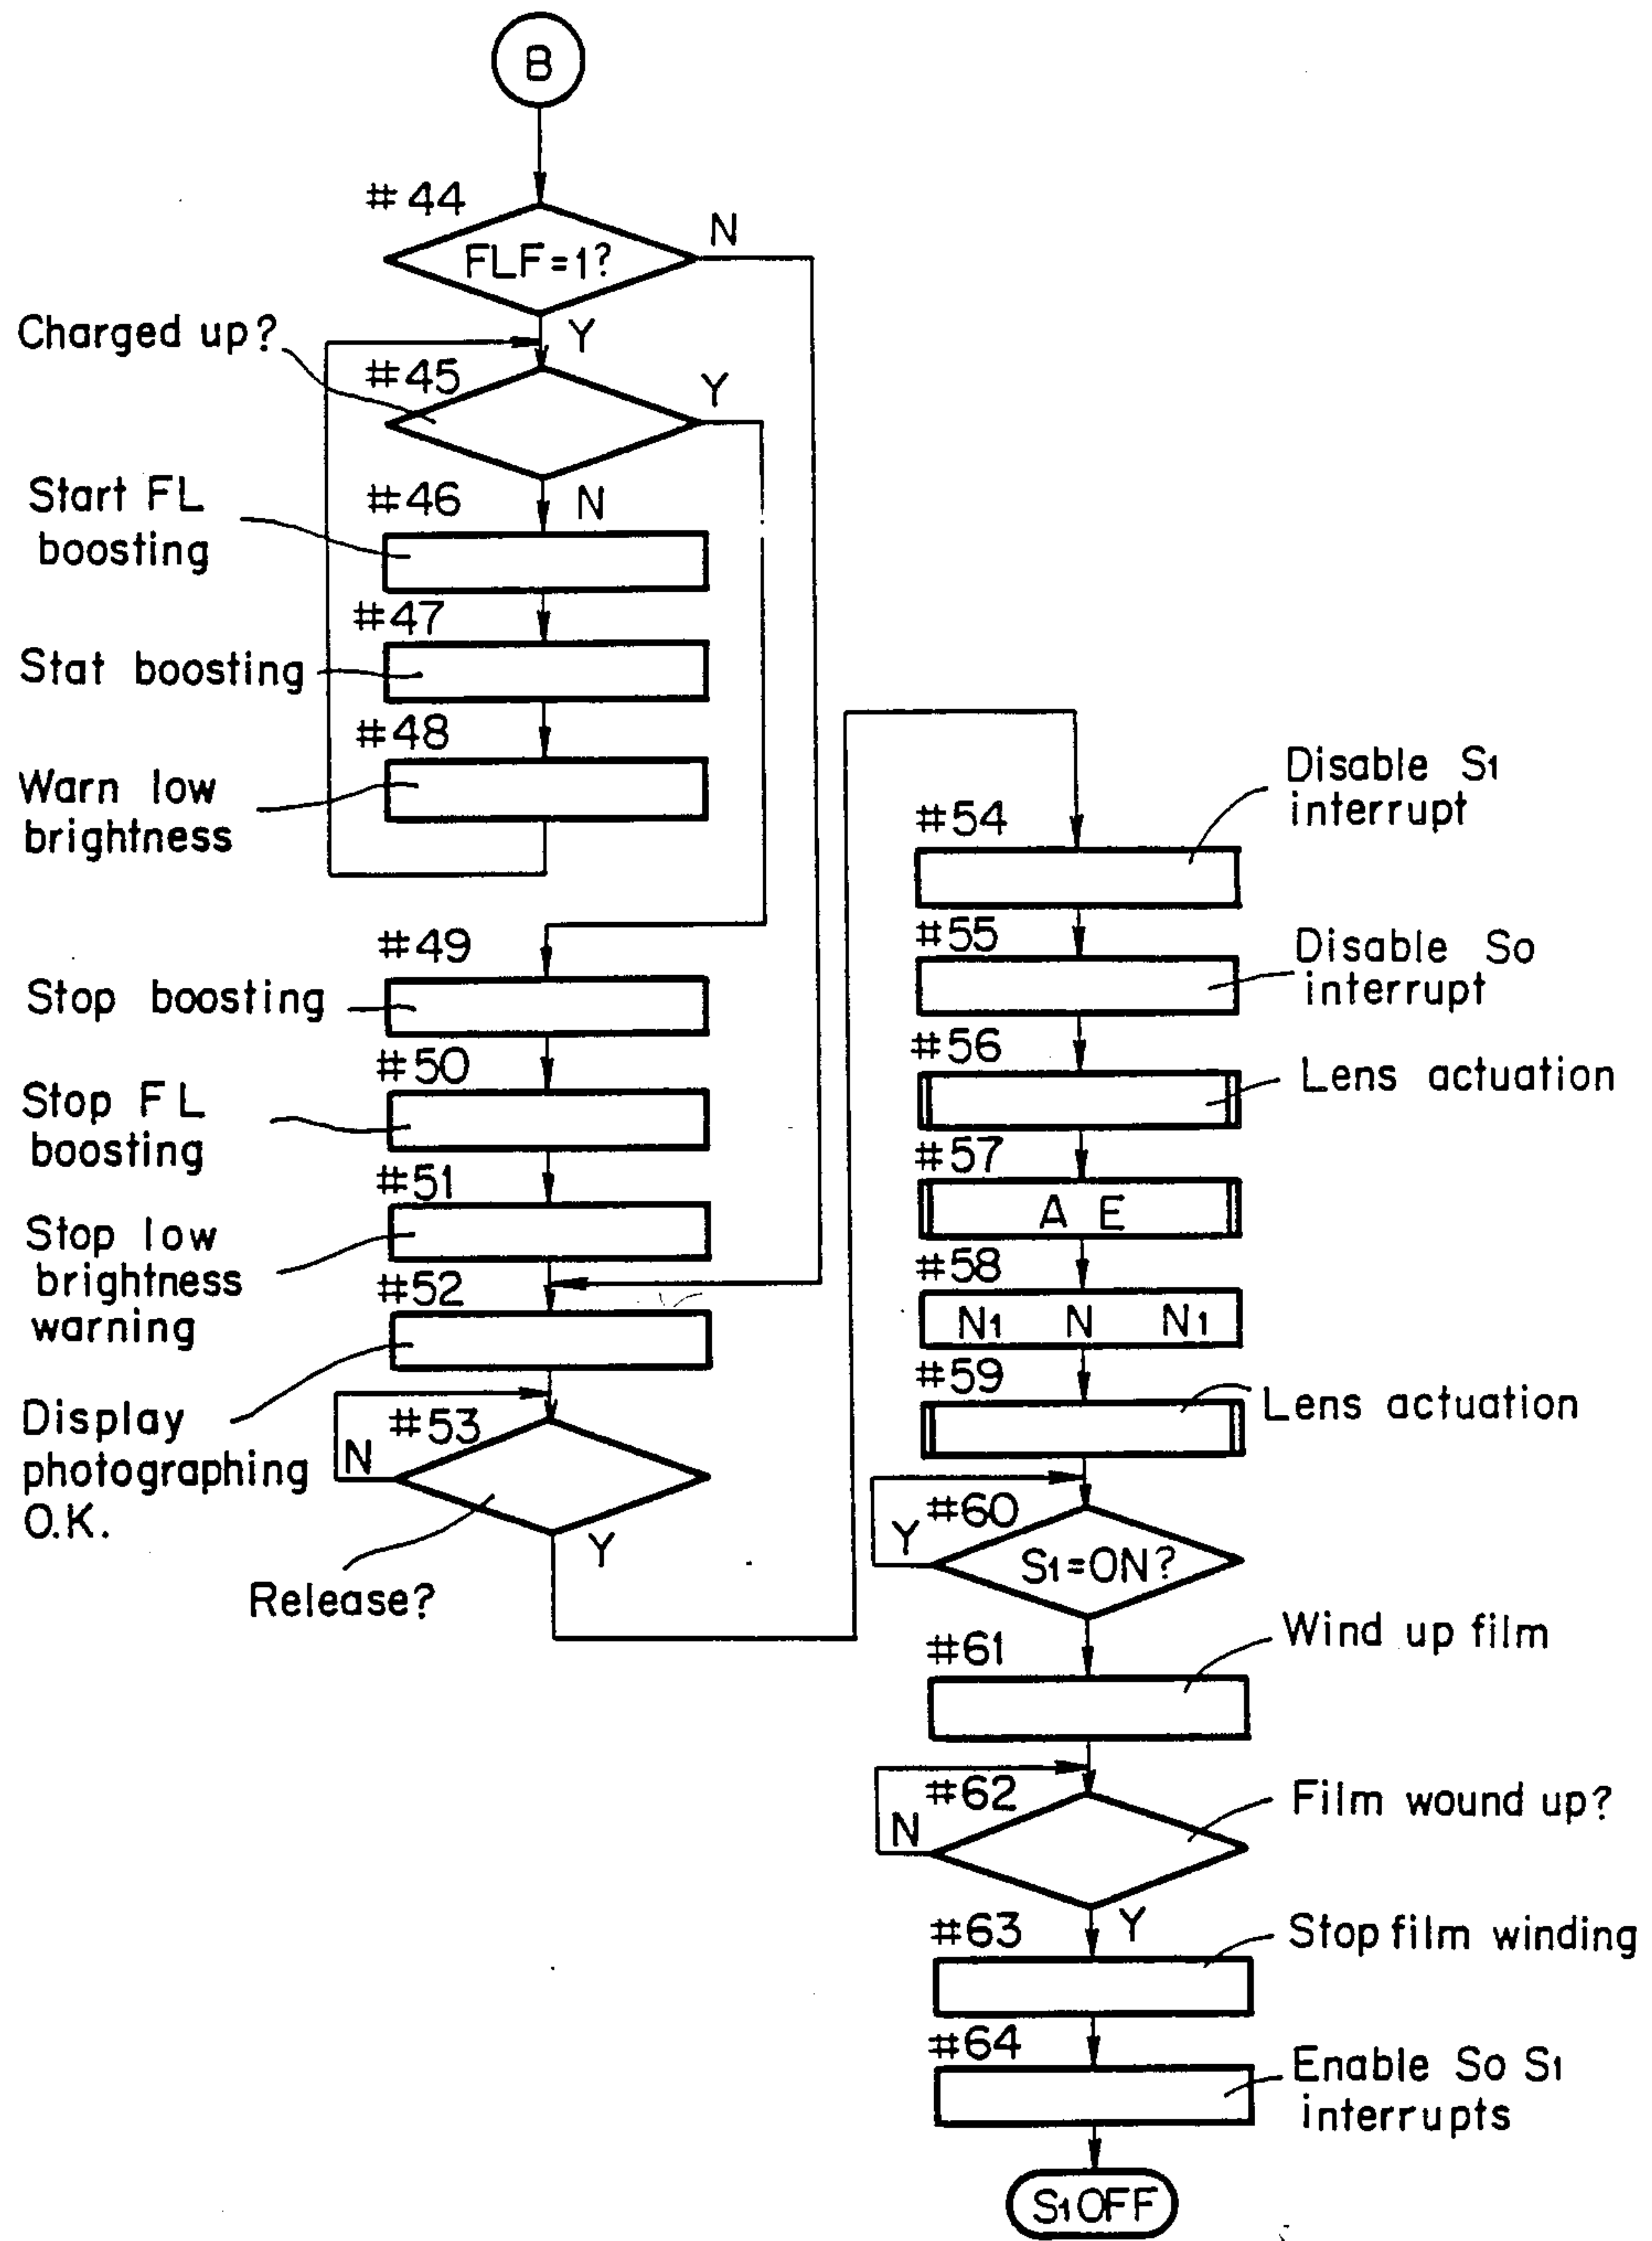 B
#44
FLF=1?
N
Y
Charged up?
#45
Y
N
#46
Start FL
boosting
#47
Stat boosting
#48
Warn low
brightness
#49
Stop boosting
#50
Stop FL
boosting
#51
Stop low
brightness
warning
#52
Display
photographing
O.K.
#53
N
Y
Release?
#54
Disable S1
interrupt
#55
Disable So
interrupt
#56
Lens actuation
#57
A E
#58
N1 N N1
#59
Lens actuation
#60
Y
S1=ON?
#61
Wind up film
#62
N
Film wound up?
Y
#63
Stop film winding
#64
Enable So S1
interrupts
S1OFF